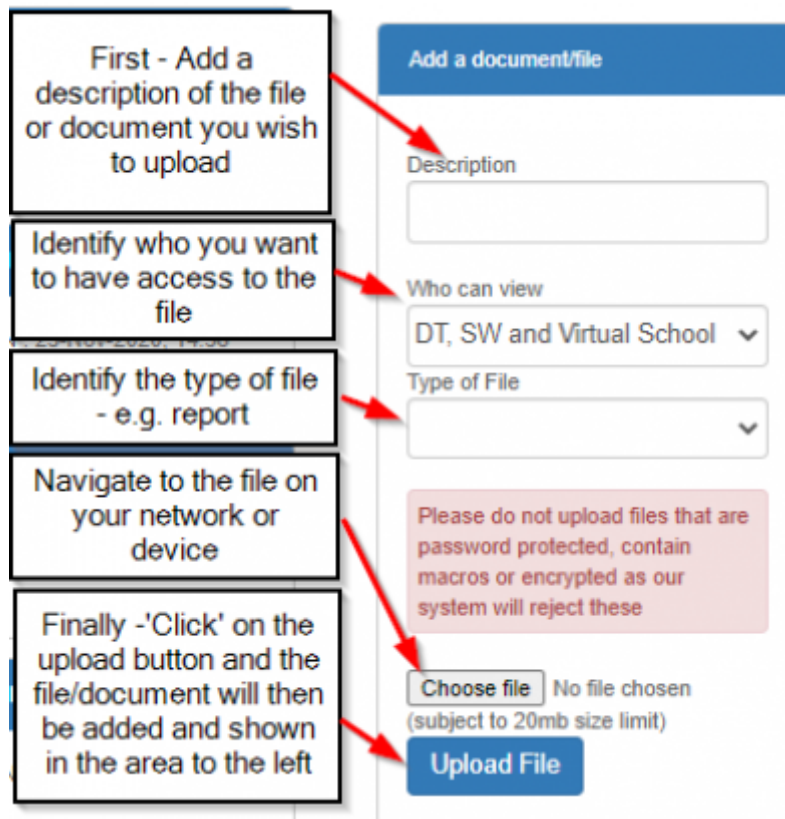 First - Add a
description of the file
or document you wish
to upload
Identify who you want
to have access to the
file
Identify the type of file
- e.g. report
Navigate to the file on
your network or
device
Finally -'Click' on the
upload button and the
file/document will then
be added and shown
in the area to the left
Add a document/file
Description
Who can view
DT, SW and Virtual School
Type of File
Please do not upload files that are
password protected, contain
macros or encrypted as our
system will reject these
Choose file No file chosen
(subject to 20mb size limit)
Upload File